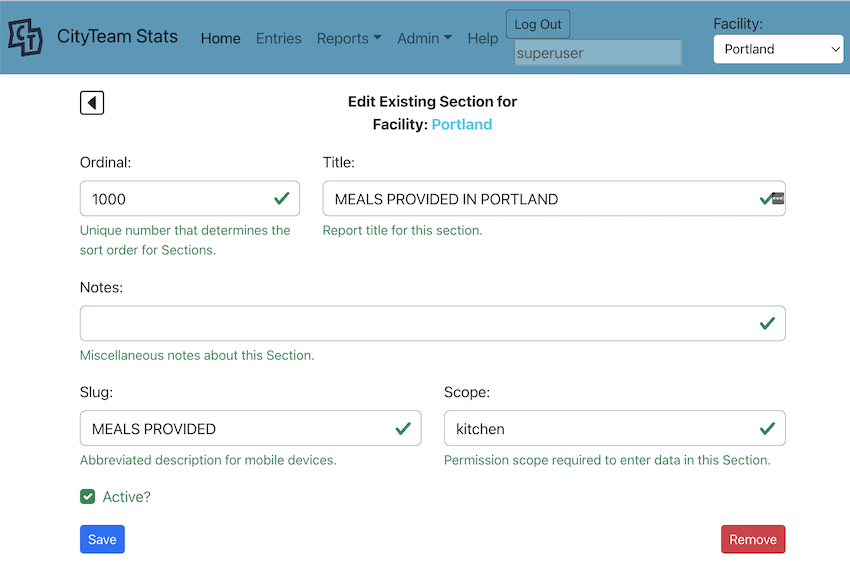 CT
CityTeam Stats
Home
Entries
Reports
Admin
Help
Log Out
superuser
Facility:
Portland
Edit Existing Section for
Facility: Portland
Ordinal:
Title:
1000
MEALS PROVIDED IN PORTLAND
Unique number that determines the
sort order for Sections.
Report title for this section.
Notes:
Miscellaneous notes about this Section.
Slug:
Scope:
MEALS PROVIDED
kitchen
Abbreviated description for mobile devices.
Permission scope required to enter data in this Section.
Active?
Save
Remove